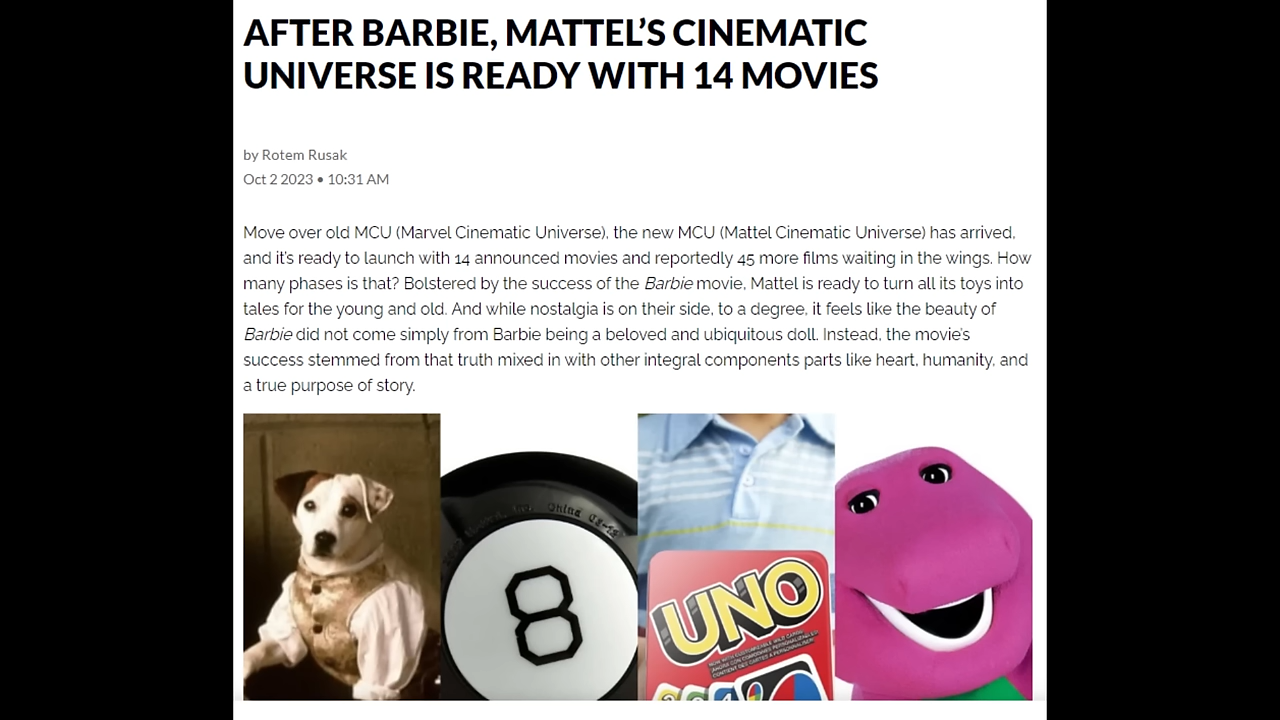 AFTER BARBIE, MATTEL'S CINEMATIC
UNIVERSE IS READY WITH 14 MOVIES
by Rotem Rusak
Oct 2 2023 • 10:31 AM
Move over old MCU (Marvel Cinematic Universe), the new MCU (Mattel Cinematic Universe) has arrived,
and it's ready to launch with 14 announced movies and reportedly 45 more films waiting in the wings. How
many phases is that? Bolstered by the success of the Barbie movie, Mattel is ready to turn all its toys into
tales for the young and old. And while nostalgia is on their side, to a degree, it feels like the beauty of
Barbie did not come simply from Barbie being a beloved and ubiquitous doll. Instead, the movie's
success stemmed from that truth mixed in with other integral components parts like heart, humanity, and
a true purpose of story.
8
UNO